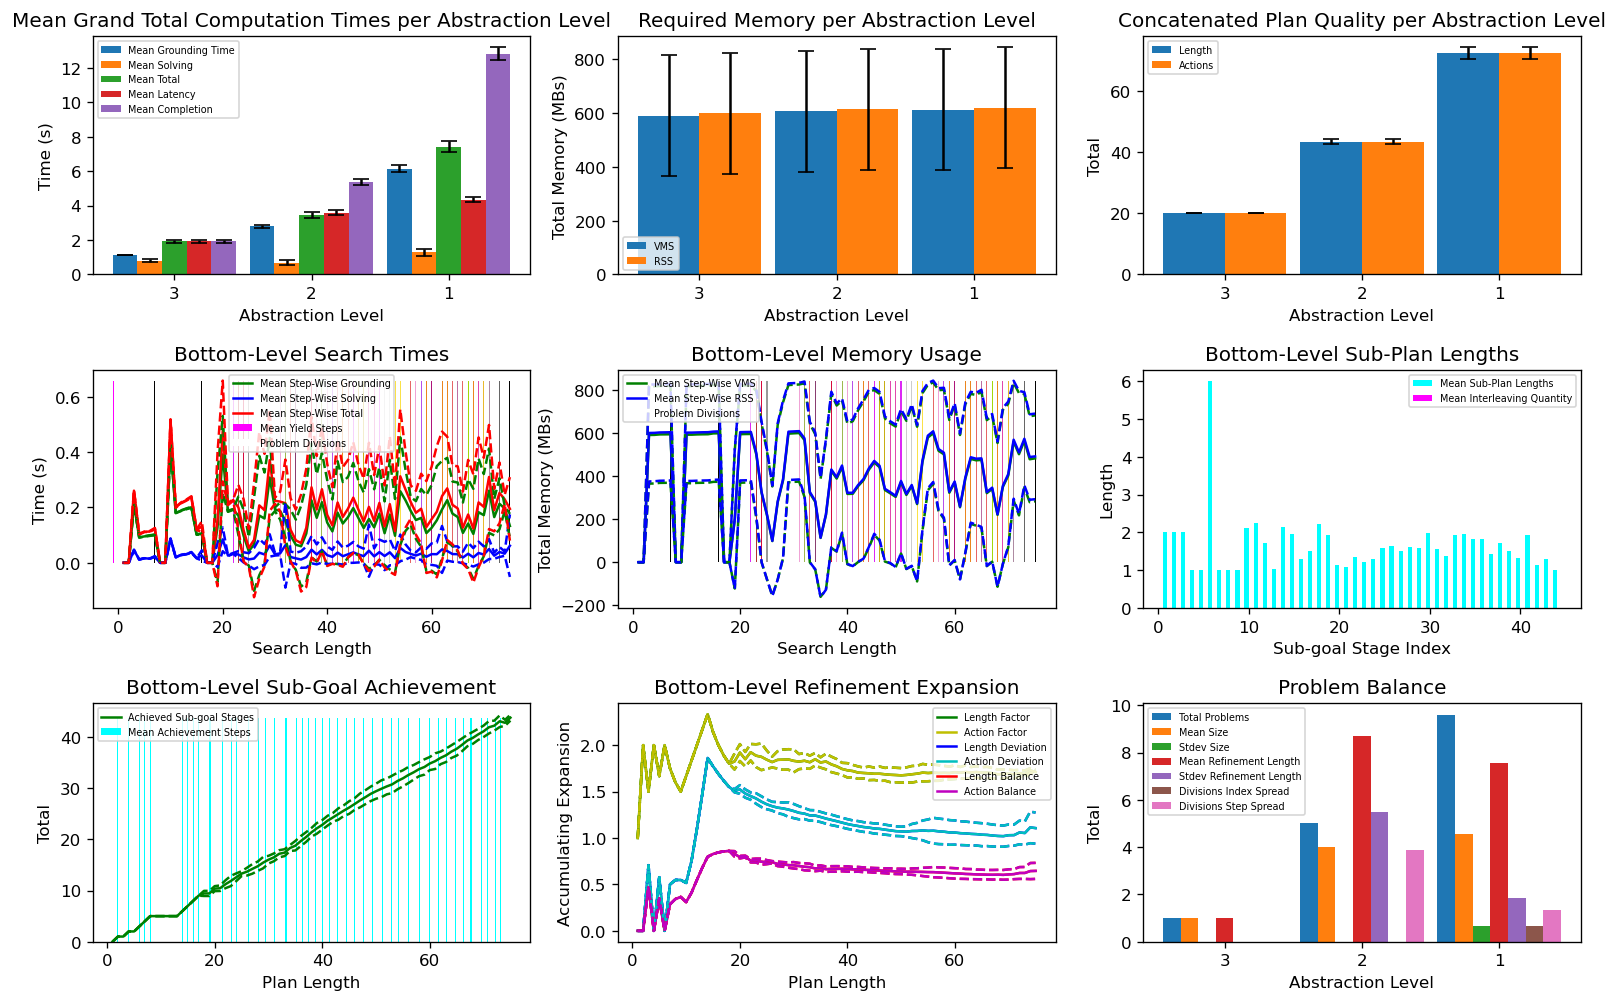 Mean Grand Total Computation Times per Abstraction Level
Time (s)
12
10
8
6
4
2
0
Mean Grounding Time
Mean Solving
Mean Total
Mean Latency
Mean Completion
3 2 1
Abstraction Level
Required Memory per Abstraction Level
Total Memory (MBs)
800
600
400
200
0
VMS
RSS
3 2 1
Abstraction Level
Concatenated Plan Quality per Abstraction Level
Total
60
40
20
0
Length
Actions
3 2 1
Abstraction Level
Bottom-Level Search Times
Time (s)
0.6
0.4
0.2
0.0
Mean Step-Wise Grounding
Mean Step-Wise Solving
Mean Step-Wise Total
Mean Yield Steps
Problem Divisions
0 20 40 60
Search Length
Bottom-Level Memory Usage
Total Memory (MBs)
800
600
400
200
0
−200
Mean Step-Wise VMS
Mean Step-Wise RSS
Problem Divisions
0 20 40 60
Search Length
Bottom-Level Sub-Plan Lengths
Length
6
5
4
3
2
1
0
Mean Sub-Plan Lengths
Mean Interleaving Quantity
0 10 20 30 40
Sub-goal Stage Index
Bottom-Level Sub-Goal Achievement
Total
40
30
20
10
0
Achieved Sub-goal Stages
Mean Achievement Steps
0 20 40 60
Plan Length
Bottom-Level Refinement Expansion
Accumulating Expansion
2.0
1.5
1.0
0.5
0.0
Length Factor
Action Factor
Length Deviation
Action Deviation
Length Balance
Action Balance
0 20 40 60
Plan Length
Problem Balance
Total
10
8
6
4
2
0
Total Problems
Mean Size
Stdev Size
Mean Refinement Length
Stdev Refinement Length
Divisions Index Spread
Divisions Step Spread
3 2 1
Abstraction Level